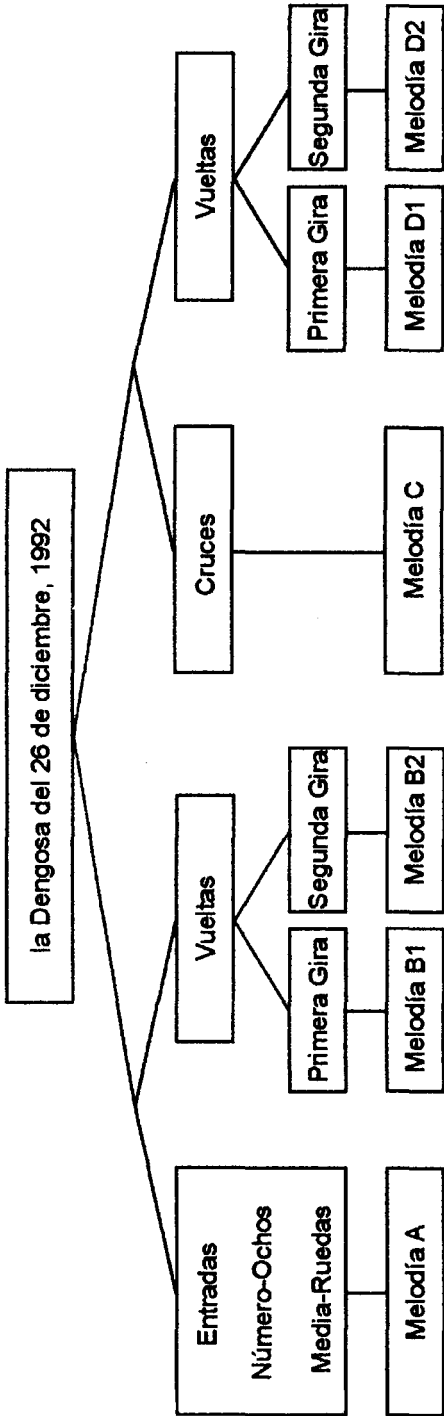 la Dengosa del 26 de diciembre, 1992
Entradas
Número-Ochos
Media-Ruedas
Vueltas
Cruces
Vueltas
Primera Gira
Segunda Gira
Primera Gira
Segunda Gira
Melodía A
Melodía B1
Melodía B2
Melodía C
Melodía D1
Melodía D2